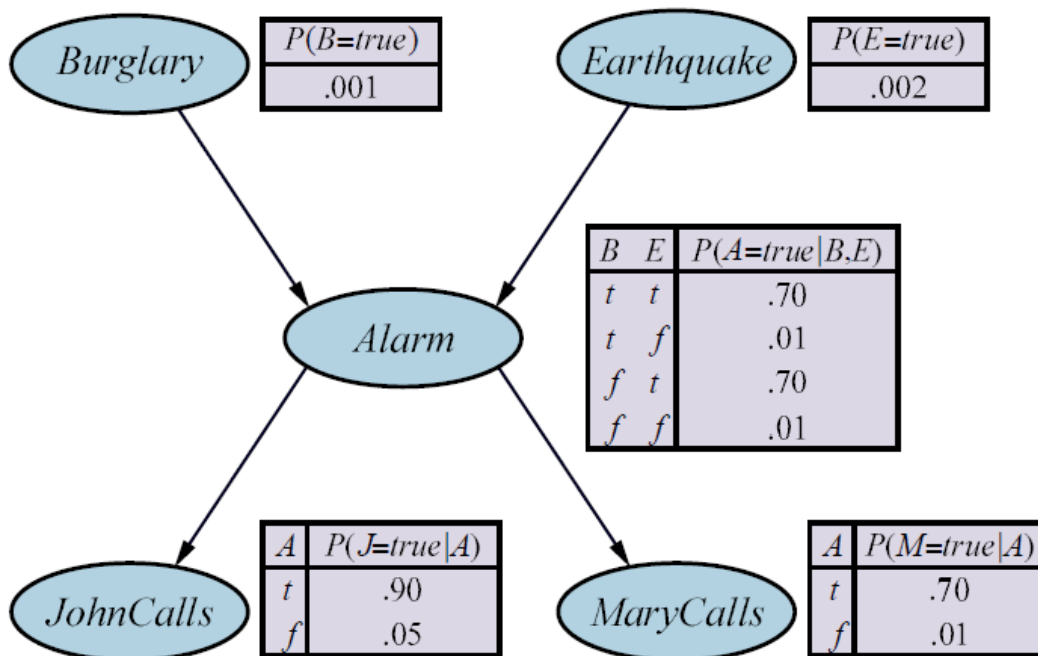 Burglary
P(B=true)
.001
Earthquake
P(E=true)
.002
B E P(A=true|B,E)
t t .70
t f .01
f t .70
f f .01
Alarm
JohnCalls
A P(J=true|A)
t .90
f .05
MaryCalls
A P(M=true|A)
t .70
f .01